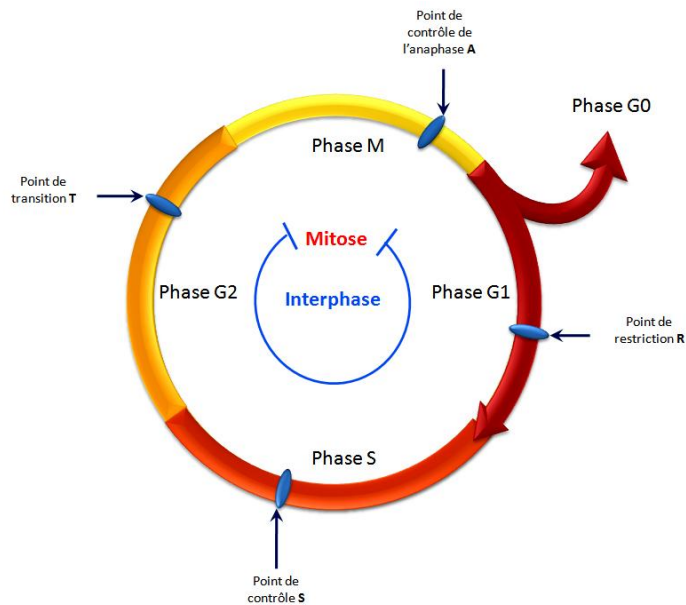 Point de
contrôle de
l'anaphase A
Phase G0
Phase M
Point de
transition T
Mitose
Phase G2
Interphase
Phase G1
Point de
restriction R
Phase S
Point de
contrôle S